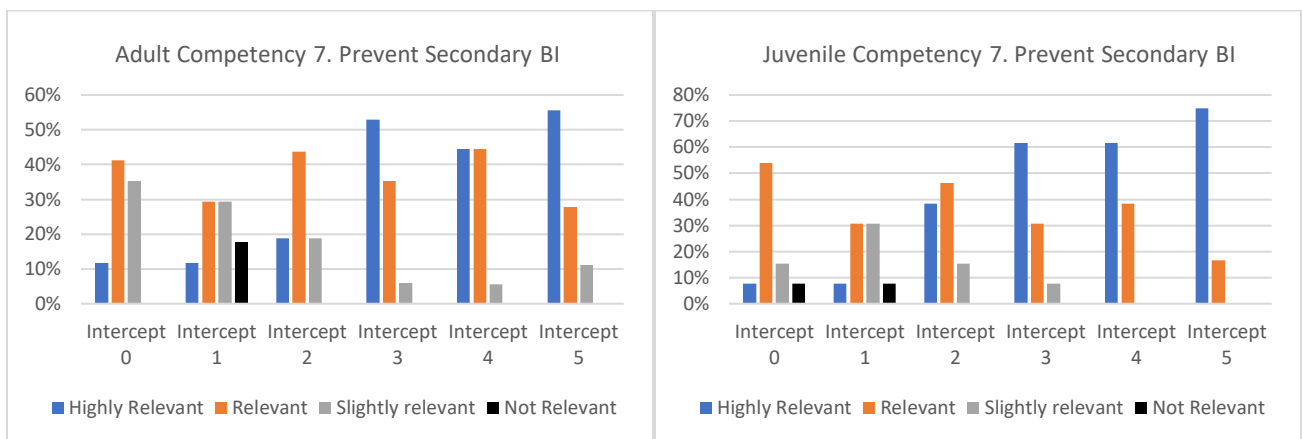 Adult Competency 7. Prevent Secondary BI
60%
50%
40%
30%
20%
10%
0%
Intercept Intercept Intercept Intercept Intercept Intercept
0 1 2 3 4 5
Highly Relevant Relevant Slightly relevant Not Relevant
Juvenile Competency 7. Prevent Secondary BI
80%
70%
60%
50%
40%
30%
20%
10%
0%
Intercept Intercept Intercept Intercept Intercept Intercept
0 1 2 3 4 5
Highly Relevant Relevant Slightly relevant Not Relevant